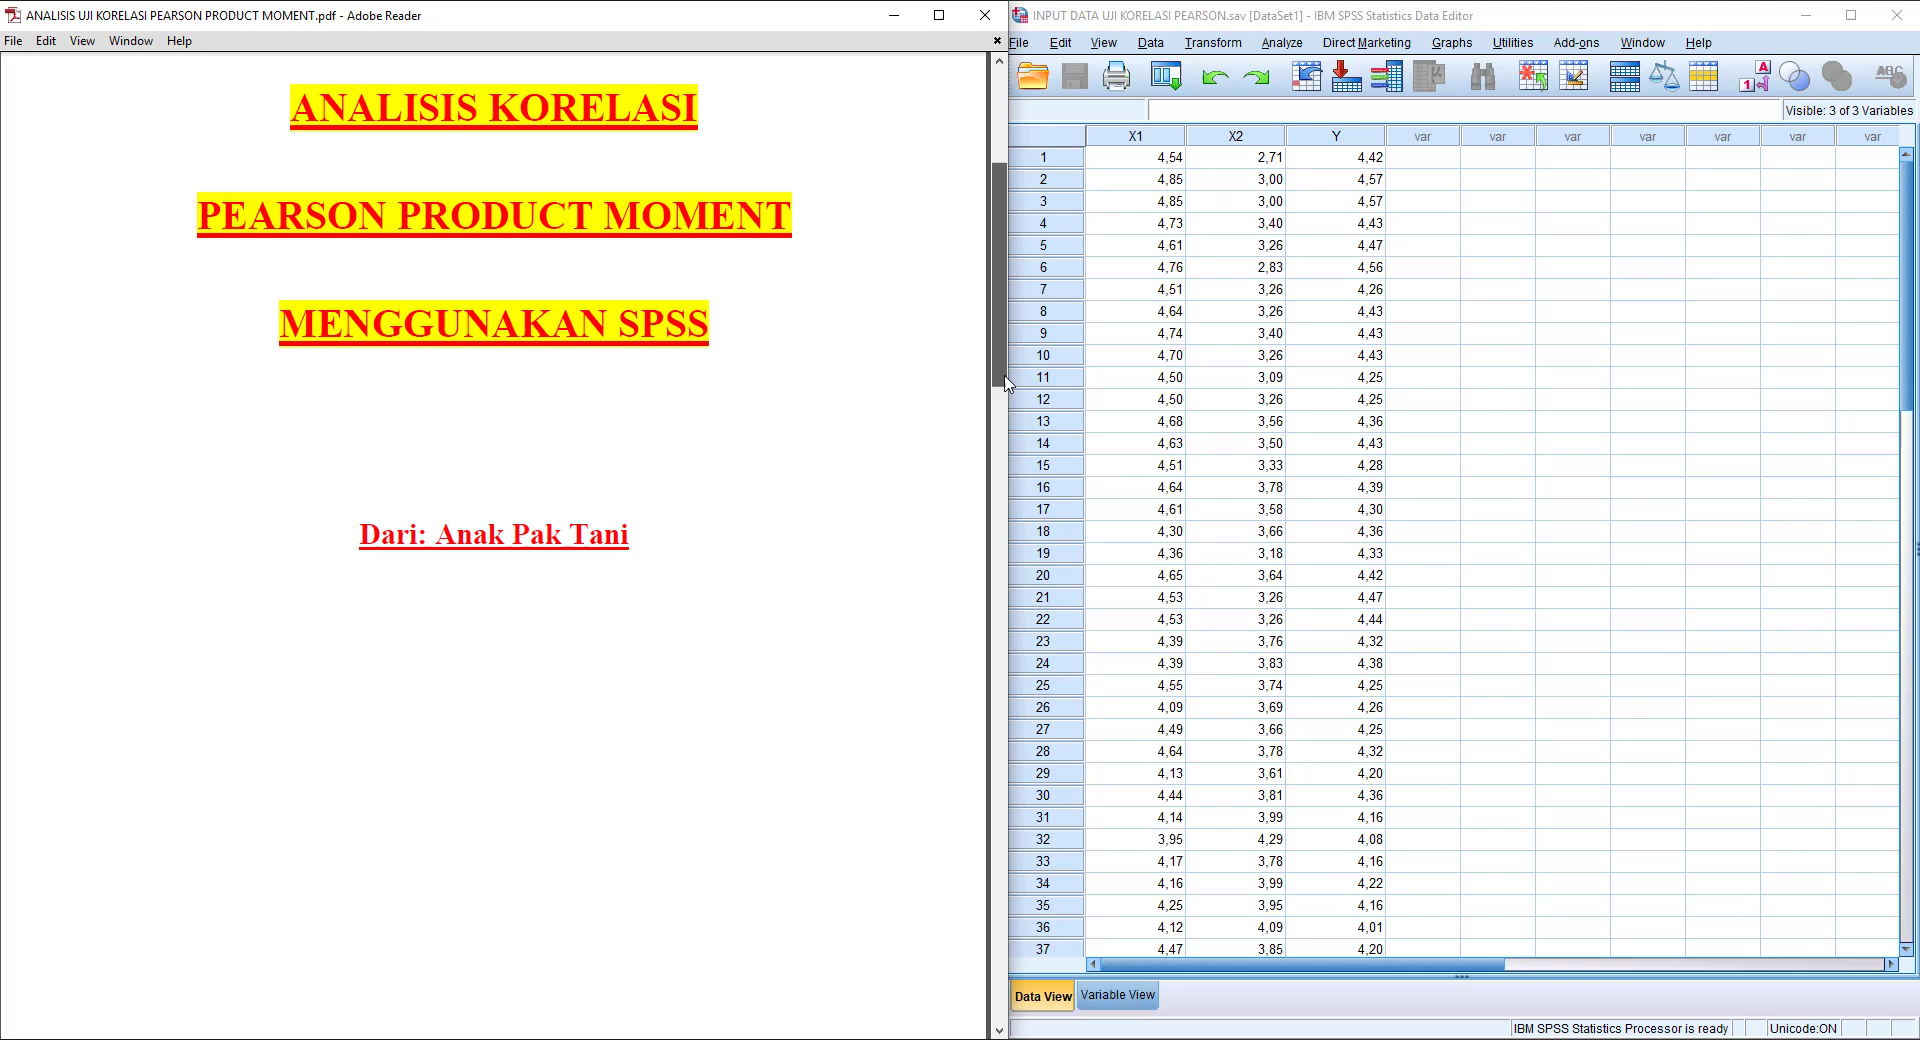 ANALISIS UJI KORELASI PEARSON PRODUCT MOMENT.pdf - Adobe Reader
File Edit View Window Help
ANALISIS KORELASI
PEARSON PRODUCT MOMENT
MENGGUNAKAN SPSS
Dari: Anak Pak Tani
INPUT DATA UJI KORELASI PEARSON.sav [DataSet1] - IBM SPSS Statistics Data Editor
File Edit View Data Transform Analyze Direct Marketing Graphs Utilities Add-ons Window Help
Visible: 3 of 3 Variables
X1 X2 Y var var var var var var var
1 4,54 2,71 4,42
2 4,85 3,00 4,57
3 4,85 3,00 4,57
4 4,73 3,40 4,43
5 4,61 3,26 4,47
6 4,76 2,83 4,56
7 4,51 3,26 4,26
8 4,64 3,26 4,43
9 4,74 3,40 4,43
10 4,70 3,26 4,43
11 4,50 3,09 4,25
12 4,50 3,26 4,25
13 4,68 3,56 4,36
14 4,63 3,50 4,43
15 4,51 3,33 4,28
16 4,64 3,78 4,39
17 4,61 3,58 4,30
18 4,30 3,66 4,36
19 4,36 3,18 4,33
20 4,65 3,64 4,42
21 4,53 3,26 4,47
22 4,53 3,26 4,44
23 4,39 3,76 4,32
24 4,39 3,83 4,38
25 4,55 3,74 4,25
26 4,09 3,69 4,26
27 4,49 3,66 4,25
28 4,64 3,78 4,32
29 4,13 3,61 4,20
30 4,44 3,81 4,36
31 4,14 3,99 4,16
32 3,95 4,29 4,08
33 4,17 3,78 4,16
34 4,16 3,99 4,22
35 4,25 3,95 4,16
36 4,12 4,09 4,01
37 4,47 3,85 4,20
Data View Variable View
IBM SPSS Statistics Processor is ready Unicode:ON